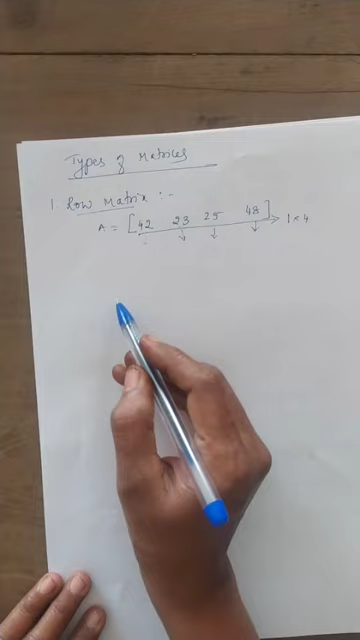 Types of Matrices
1 Row Matrix :-
A = [42 23 25 48] → 1 × 4
↓ ↓ ↓